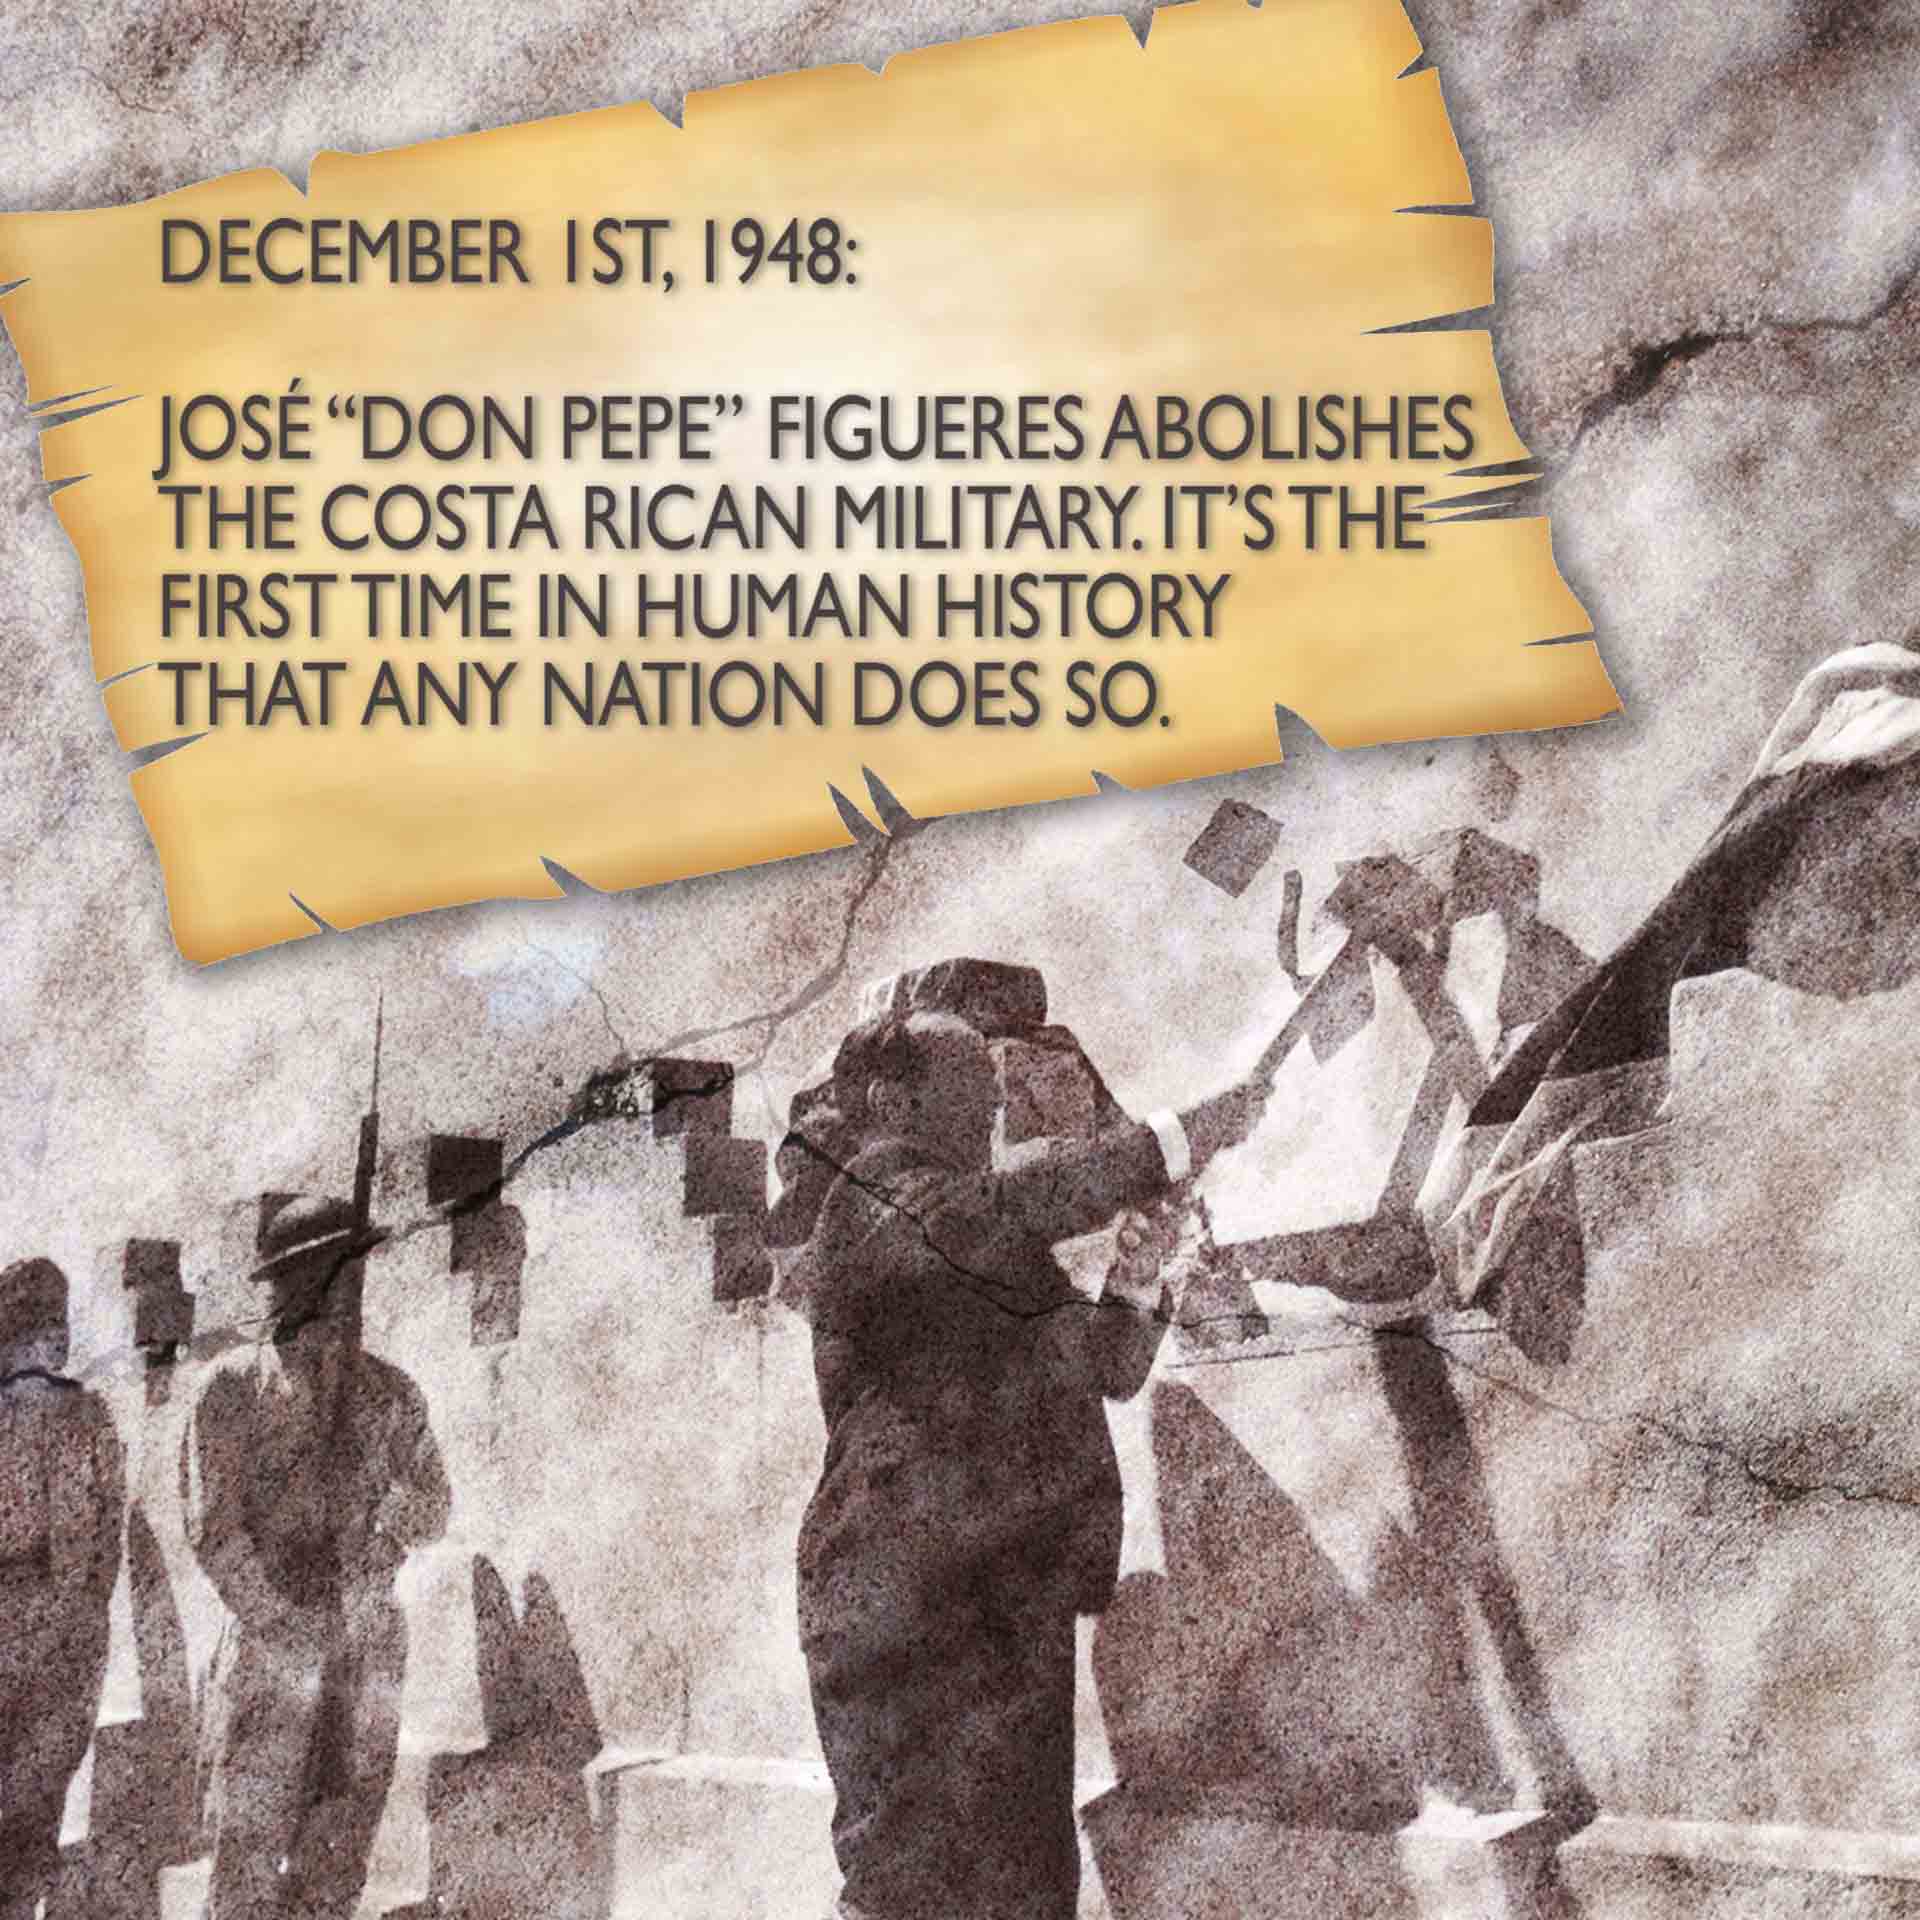 DECEMBER 1ST, 1948:
JOSÉ “DON PEPE” FIGUERES ABOLISHES
THE COSTA RICAN MILITARY. IT’S THE
FIRST TIME IN HUMAN HISTORY
THAT ANY NATION DOES SO.